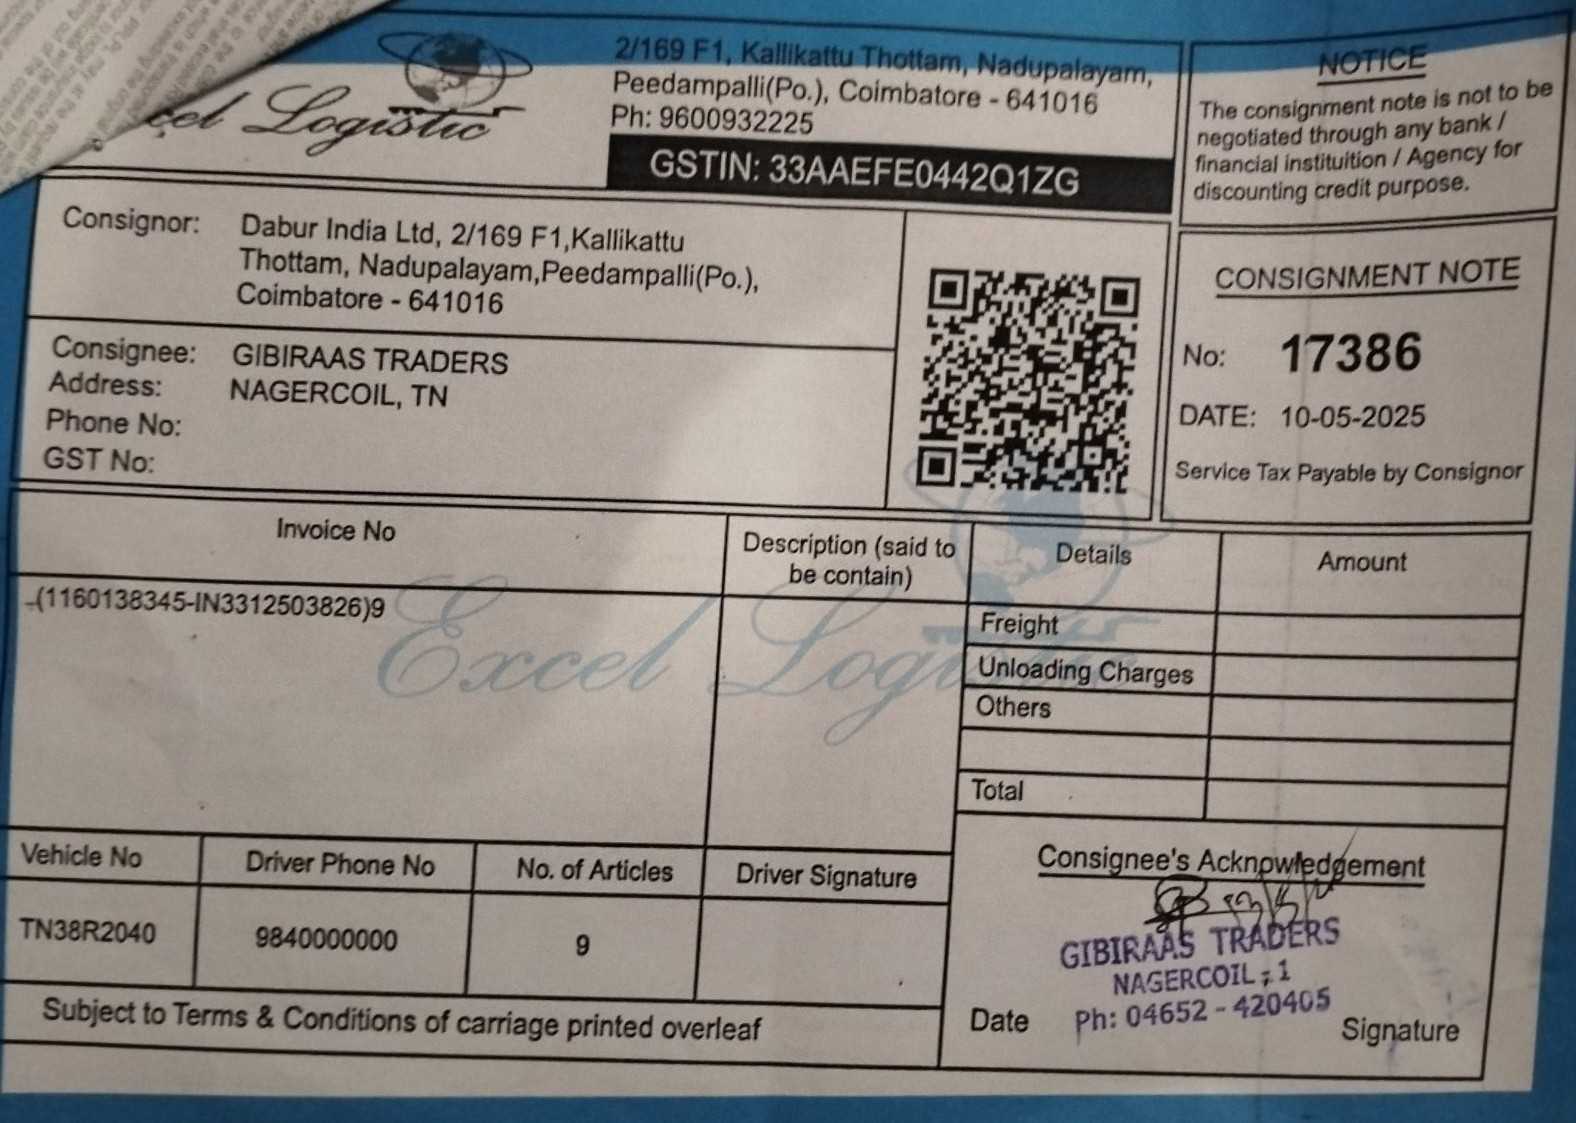 Excel Logistic
2/169 F1, Kallikattu Thottam, Nadupalayam,
Peedampalli(Po.), Coimbatore - 641016
Ph: 9600932225
GSTIN: 33AAEFE0442Q1ZG
NOTICE
The consignment note is not to be
negotiated through any bank /
financial instituition / Agency for
discounting credit purpose.
Consignor: Dabur India Ltd, 2/169 F1,Kallikattu
Thottam, Nadupalayam,Peedampalli(Po.),
Coimbatore - 641016
Consignee: GIBIRAAS TRADERS
Address: NAGERCOIL, TN
Phone No:
GST No:
CONSIGNMENT NOTE
No: 17386
DATE: 10-05-2025
Service Tax Payable by Consignor
Invoice No
Description (said to
be contain)
Details
Amount
(1160138345-IN3312503826)9
Excel Logistic
Freight
Unloading Charges
Others
Total
Vehicle No
Driver Phone No
No. of Articles
Driver Signature
TN38R2040
9840000000
9
Consignee's Acknowledgement
GIBIRAAS TRADERS
NAGERCOIL - 1
Ph: 04652 - 420405
Date
Signature
Subject to Terms & Conditions of carriage printed overleaf